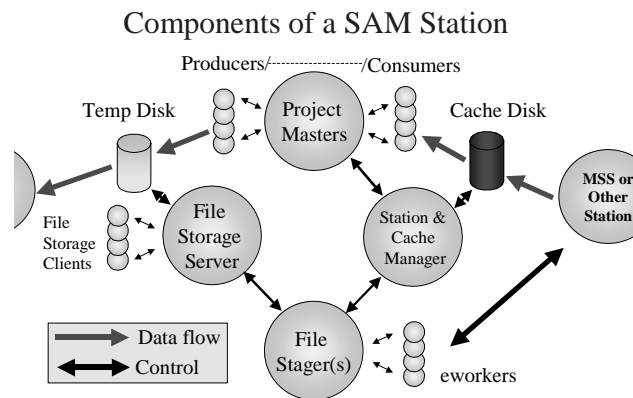 Components of a SAM Station
Producers/
/Consumers
Temp Disk
Project
Masters
Cache Disk
MSS or
Other
Station
File
Storage
Clients
File
Storage
Server
Station &
Cache
Manager
File
Stager(s)
eworkers
Data flow
Control